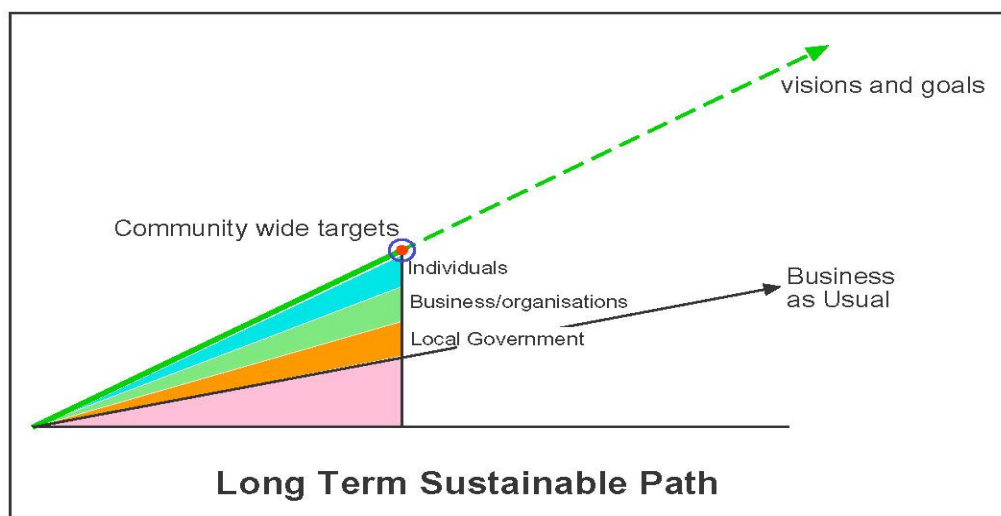 visions and goals
Community wide targets
Individuals
Business
as Usual
Business/organisations
Local Government
Long Term Sustainable Path